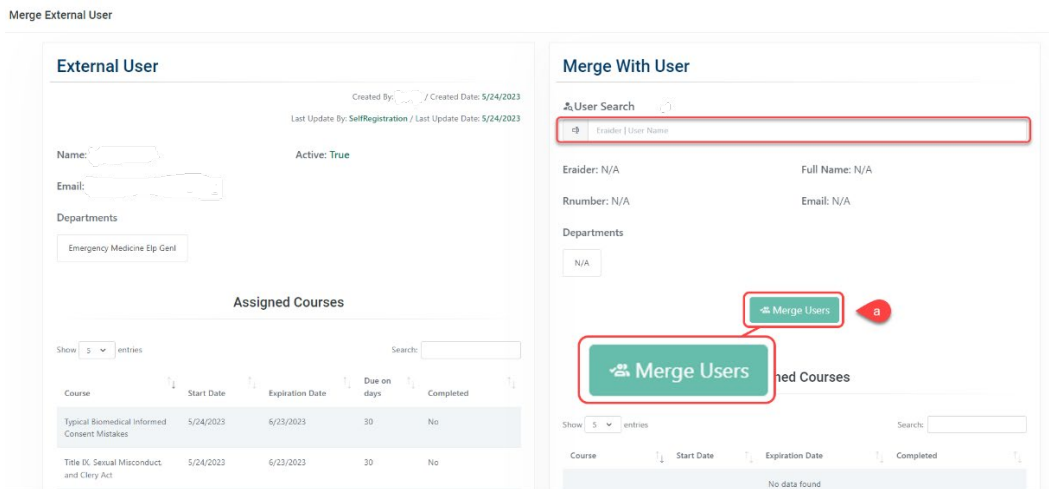 Merge External User
External User
Created By: / Created Date: 5/24/2023
Last Update By: SelfRegistration / Last Update Date: 5/24/2023
Name:
Active: True
Email:
Departments
Emergency Medicine Elp Genl
Assigned Courses
Show 5 entries
Search:
Course Start Date Expiration Date Due on days Completed
Typical Biomedical Informed Consent Mistakes 5/24/2023 6/23/2023 30 No
Title IX, Sexual Misconduct, and Clery Act 5/24/2023 6/23/2023 30 No
Merge With User
User Search
Eraider | User Name
Eraider: N/A
Full Name: N/A
Rnumber: N/A
Email: N/A
Departments
N/A
Merge Users
a
Merge Users
ned Courses
Show 5 entries
Search:
Course Start Date Expiration Date Completed
No data found